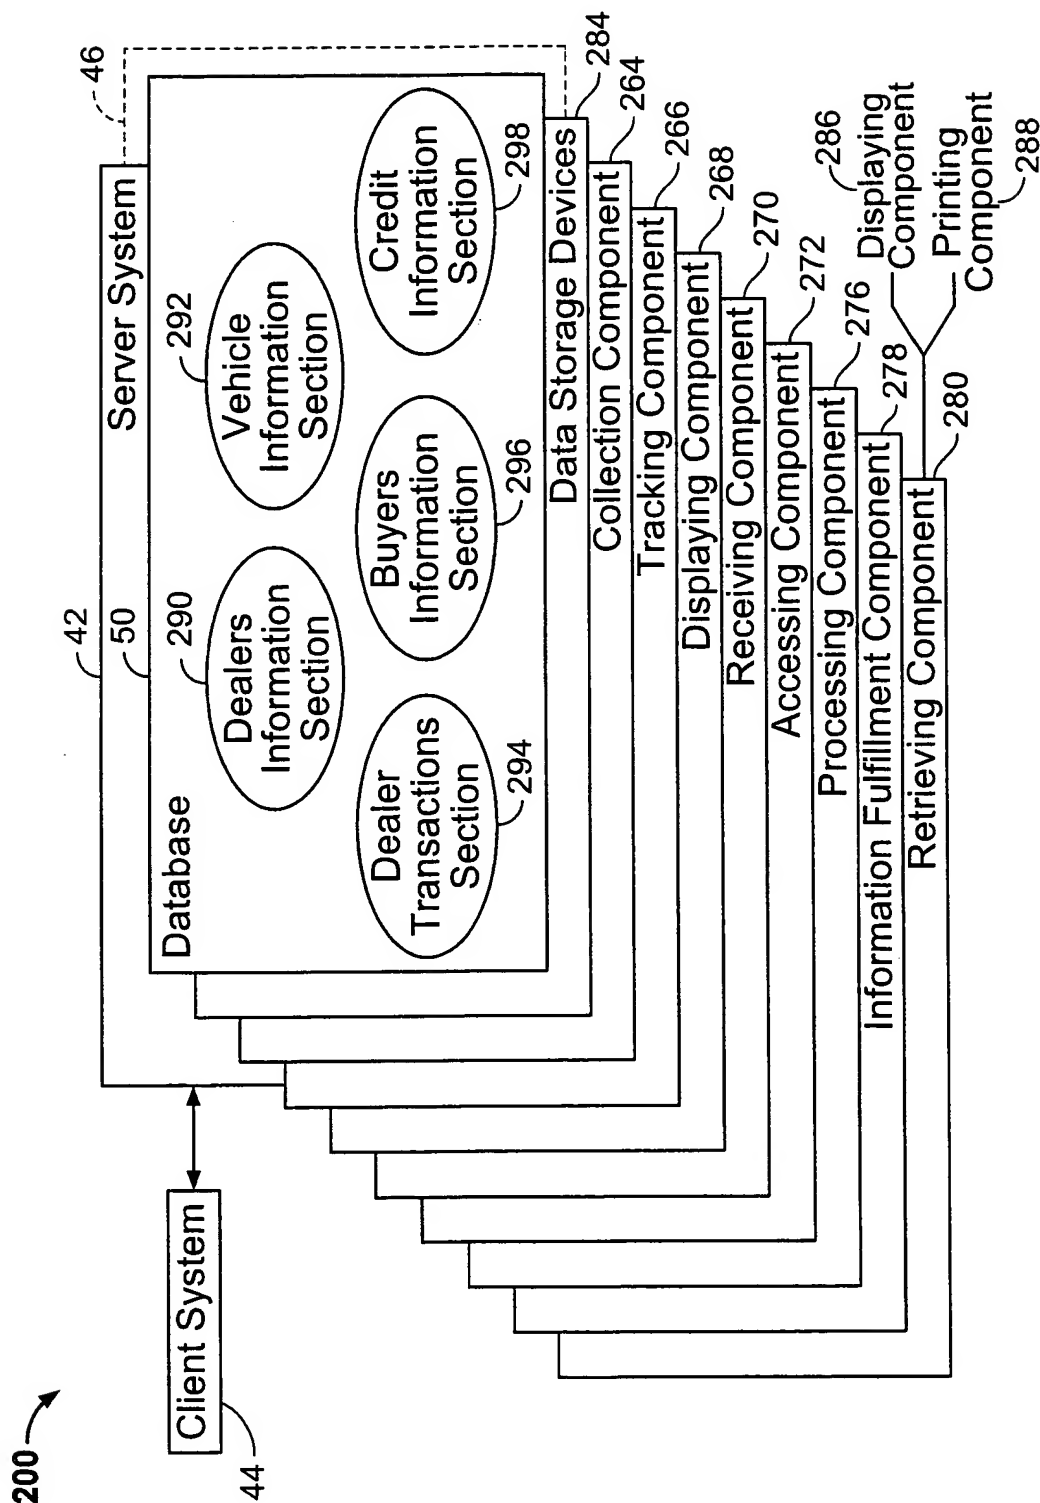 200
42
50
46
Server System
Database
290
Dealers
Information
Section
292
Vehicle
Information
Section
Dealer
Transactions
Section
294
Buyers
Information
Section
296
Credit
Information
Section
298
Client System
44
Data Storage Devices
284
Collection Component
264
Tracking Component
266
Displaying Component
268
Receiving Component
270
Accessing Component
272
Processing Component
276
Information Fulfillment Component
278
Retrieving Component
280
286
Displaying
Component
Printing
Component
288